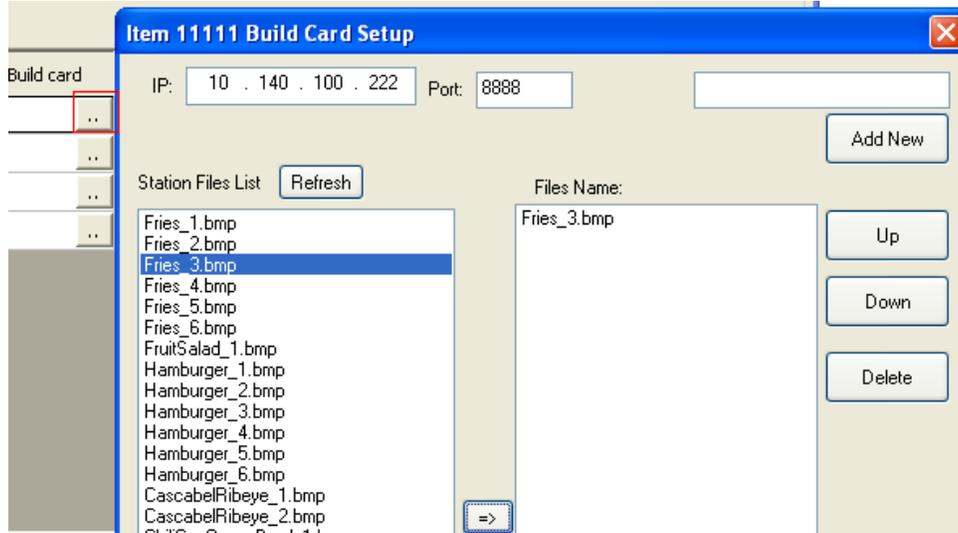 Item 11111 Build Card Setup
Build card
IP: 10 . 140 . 100 . 222 Port: 8888
..
..
..
..
Add New
Station Files List Refresh
Files Name:
Fries_1.bmp
Fries_2.bmp
Fries_3.bmp
Fries_4.bmp
Fries_5.bmp
Fries_6.bmp
FruitSalad_1.bmp
Hamburger_1.bmp
Hamburger_2.bmp
Hamburger_3.bmp
Hamburger_4.bmp
Hamburger_5.bmp
Hamburger_6.bmp
CascabelRibeye_1.bmp
CascabelRibeye_2.bmp
=>
Fries_3.bmp
Up
Down
Delete